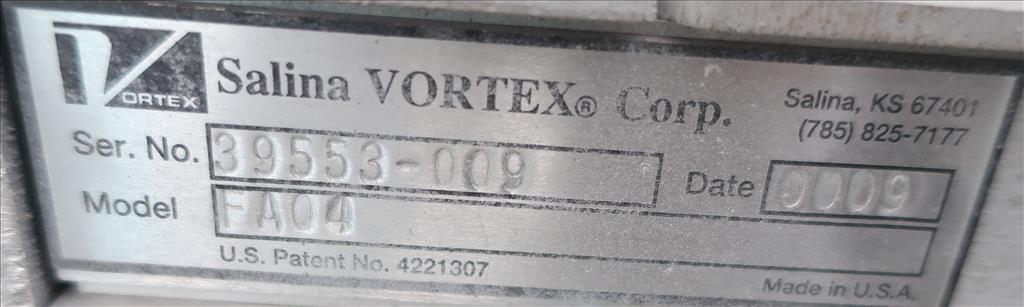 VORTEX
Salina VORTEX® Corp.
Salina, KS 67401
(785) 825-7177
Ser. No. 39553-009
Date 0009
Model FA04
U.S. Patent No. 4221307
Made in U.S.A.